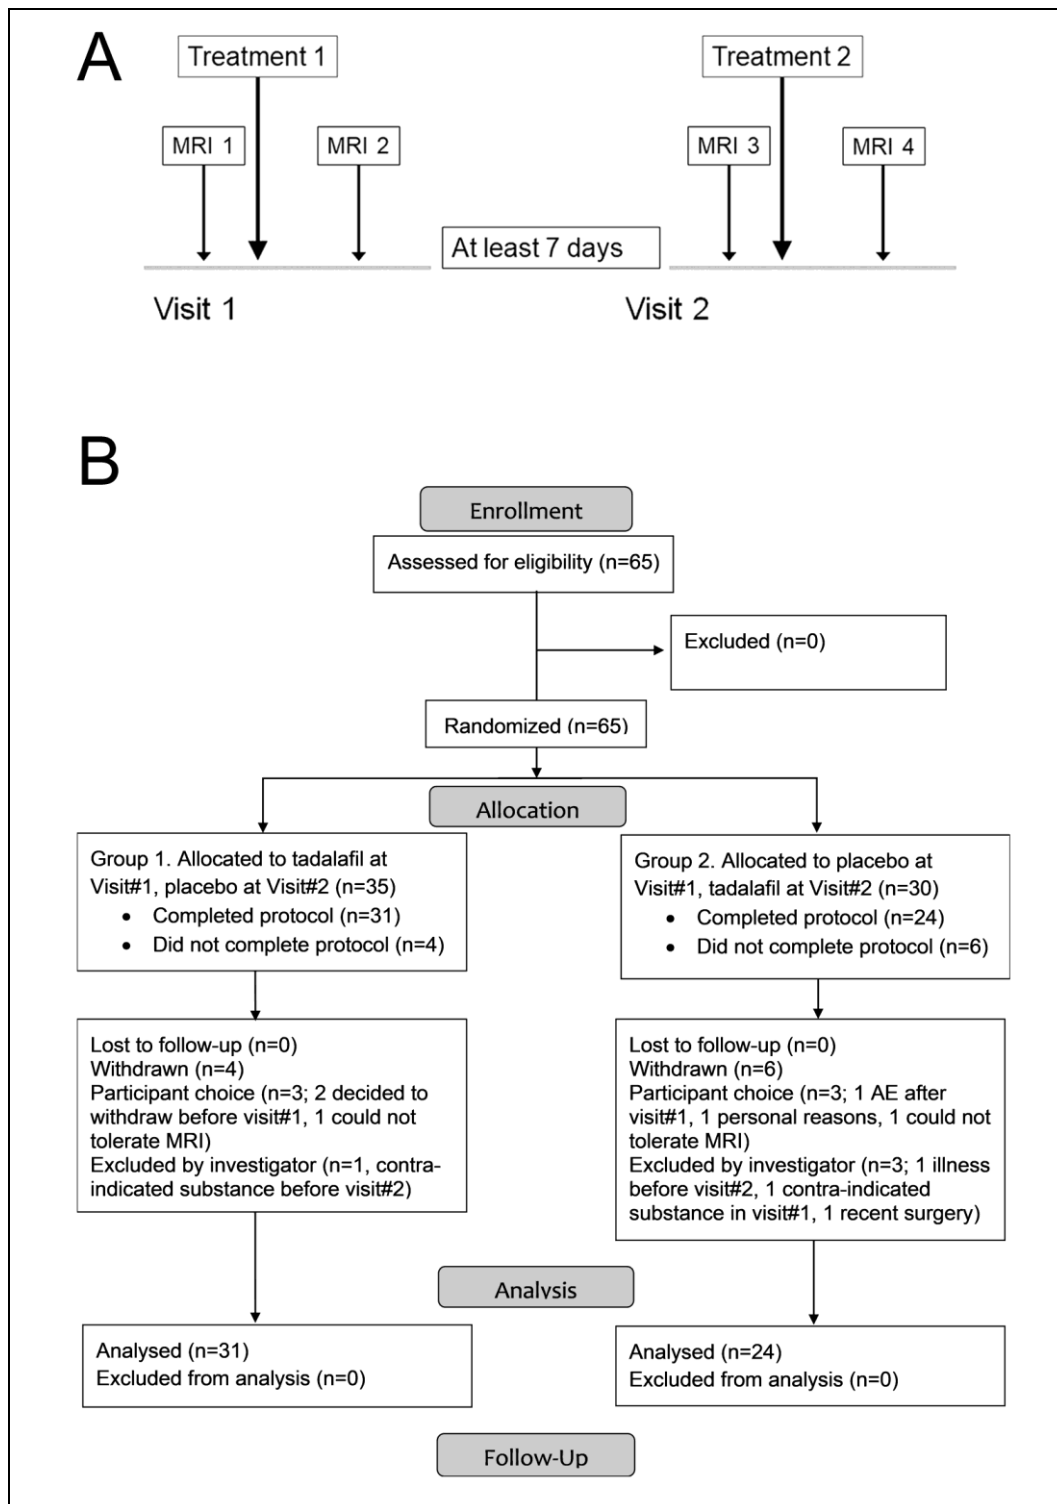 A
Treatment 1
Treatment 2
MRI 1
MRI 2
MRI 3
MRI 4
At least 7 days
Visit 1
Visit 2
B
Enrollment
Assessed for eligibility (n=65)
Excluded (n=0)
Randomized (n=65)
Allocation
Group 1. Allocated to tadalafil at
Visit#1, placebo at Visit#2 (n=35)
• Completed protocol (n=31)
• Did not complete protocol (n=4)
Group 2. Allocated to placebo at
Visit#1, tadalafil at Visit#2 (n=30)
• Completed protocol (n=24)
• Did not complete protocol (n=6)
Lost to follow-up (n=0)
Withdrawn (n=4)
Participant choice (n=3; 2 decided to
withdraw before visit#1, 1 could not
tolerate MRI)
Excluded by investigator (n=1, contra-
indicated substance before visit#2)
Lost to follow-up (n=0)
Withdrawn (n=6)
Participant choice (n=3; 1 AE after
visit#1, 1 personal reasons, 1 could not
tolerate MRI)
Excluded by investigator (n=3; 1 illness
before visit#2, 1 contra-indicated
substance in visit#1, 1 recent surgery)
Analysis
Analysed (n=31)
Excluded from analysis (n=0)
Analysed (n=24)
Excluded from analysis (n=0)
Follow-Up